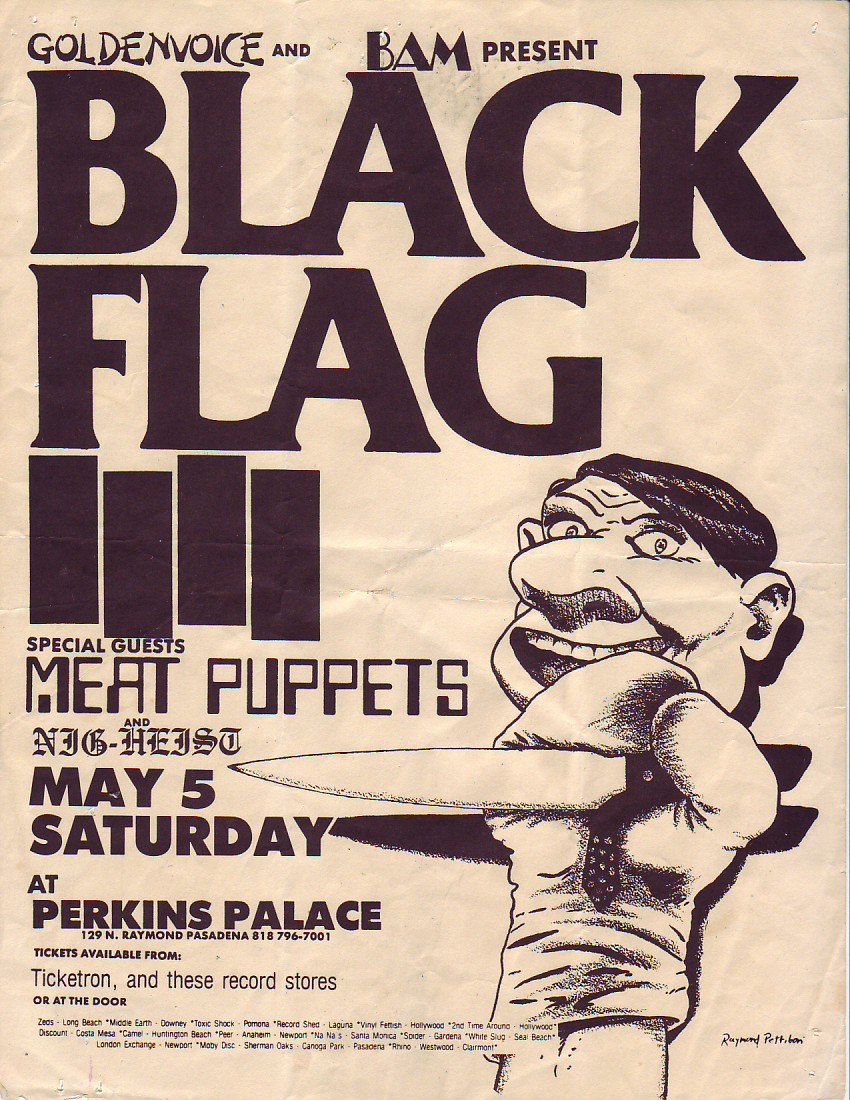 GOLDENVOICE AND BAM PRESENT
BLACK
FLAG
SPECIAL GUESTS
MEAT PUPPETS
AND
NIG-HEIST
MAY 5
SATURDAY
AT
PERKINS PALACE
129 N. RAYMOND PASADENA 818 796-7001
TICKETS AVAILABLE FROM:
Ticketron, and these record stores
OR AT THE DOOR
Zeds - Long Beach *Middle Earth - Downey *Toxic Shock - Pomona *Record Shed - Laguna *Vinyl Fettish - Hollywood *2nd Time Around - Hollywood*
Discount - Costa Mesa *Camel - Huntington Beach *Peer - Anaheim - Newport *Na Na's - Santa Monica *Spider - Gardena *White Slug - Seal Beach*
London Exchange - Newport *Moby Disc - Sherman Oaks - Canoga Park - Pasadena *Rhino - Westwood - Clairmont*
Raymond Pettibon